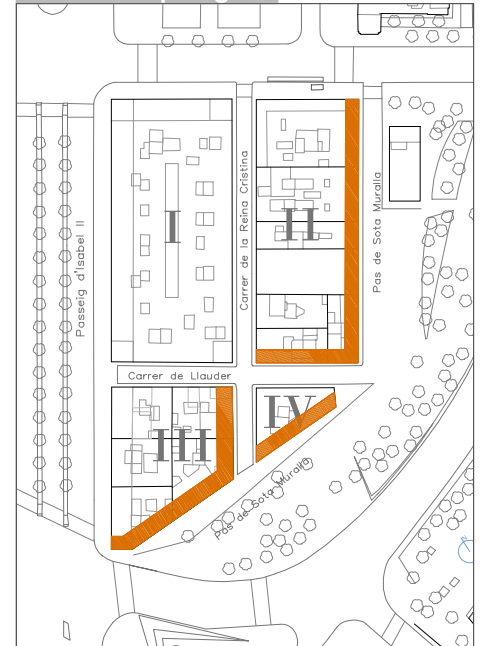 Passeig d'Isabel II
I
Carrer de la Reina Cristina
II
Pas de Sota Muralla
Carrer de Llauder
III
IV
Pas de Sota Muralla
N